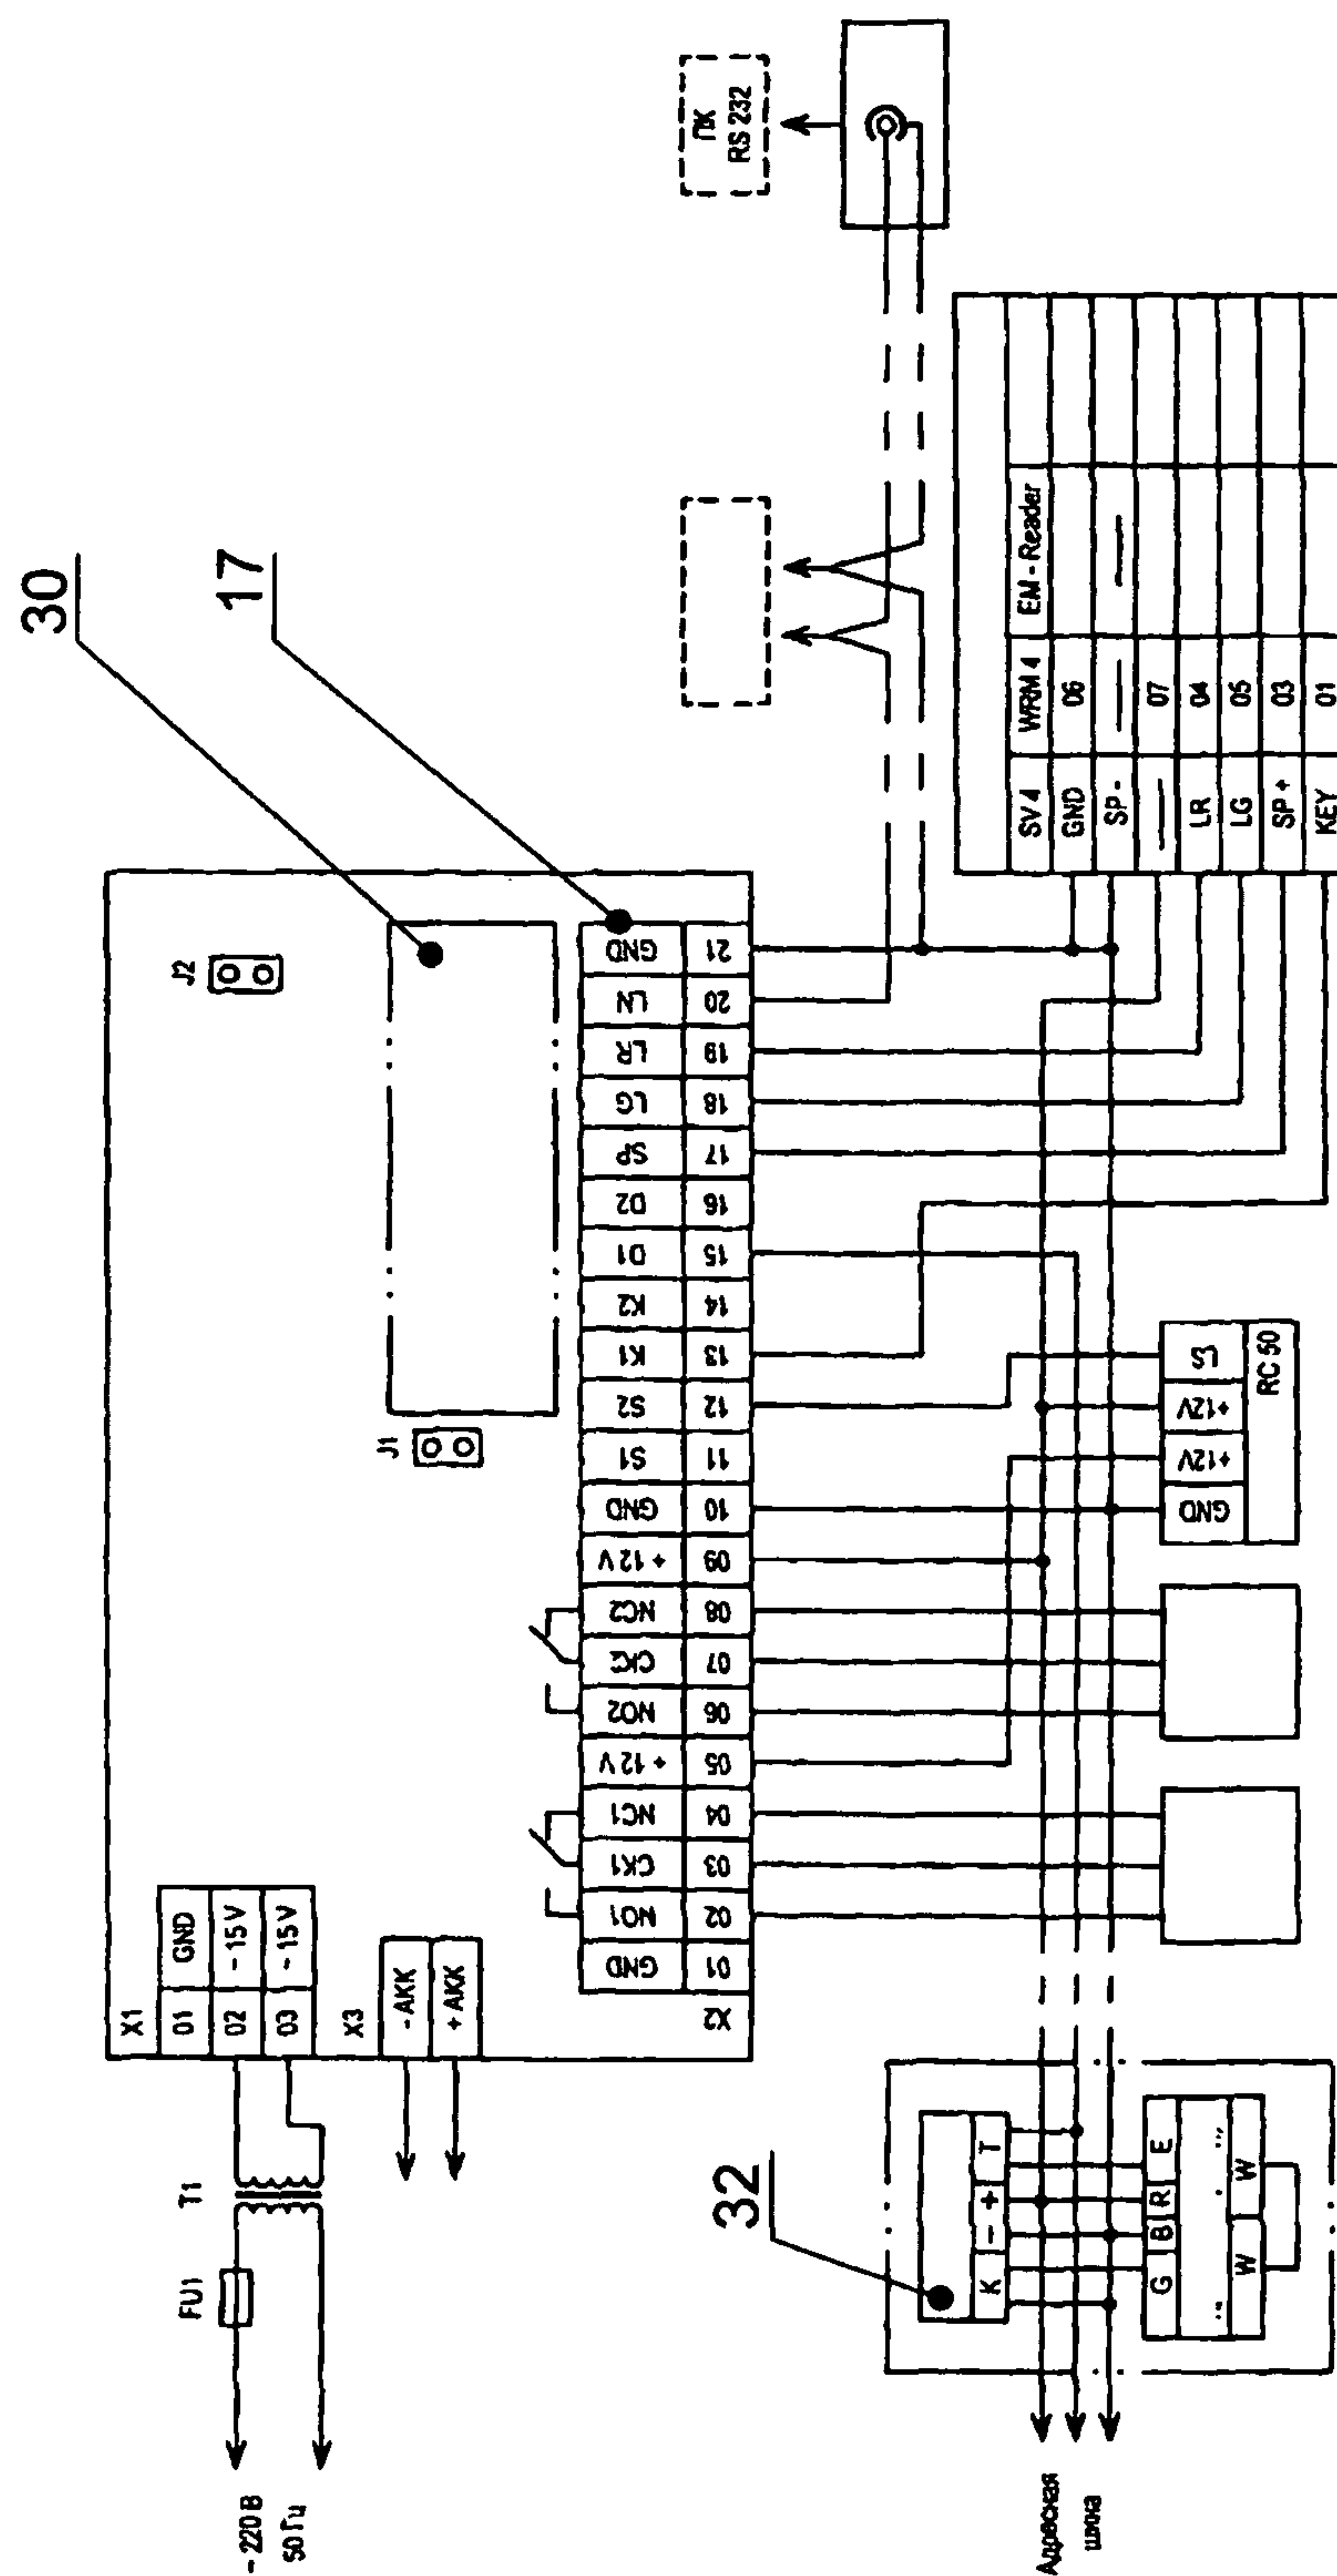 30
17
32
~ 220 В
50 Гц
FU1
T1
X1
01 GND
02 ~ 15 V
03 ~ 15 V
X3
- AKK
+ AKK
J1
J2
X2
01 GND
02 NO1
03 CK1
04 NC1
05 + 12 V
06 NO2
07 CK2
08 NC2
09 + 12 V
10 GND
11 S1
12 S2
13 K1
14 K2
15 D1
16 D2
17 SP
18 LG
19 LR
20 LN
21 GND
ПК
RS 232
SV 4 WRM 4 EM - Reader
GND 06
SP - —— ——
—— 07
LR 04
LG 05
SP + 03
KEY 01
GND
+12V
+12V
LS
RC 50
K - + T
G B R E
W W
Адресная
шина